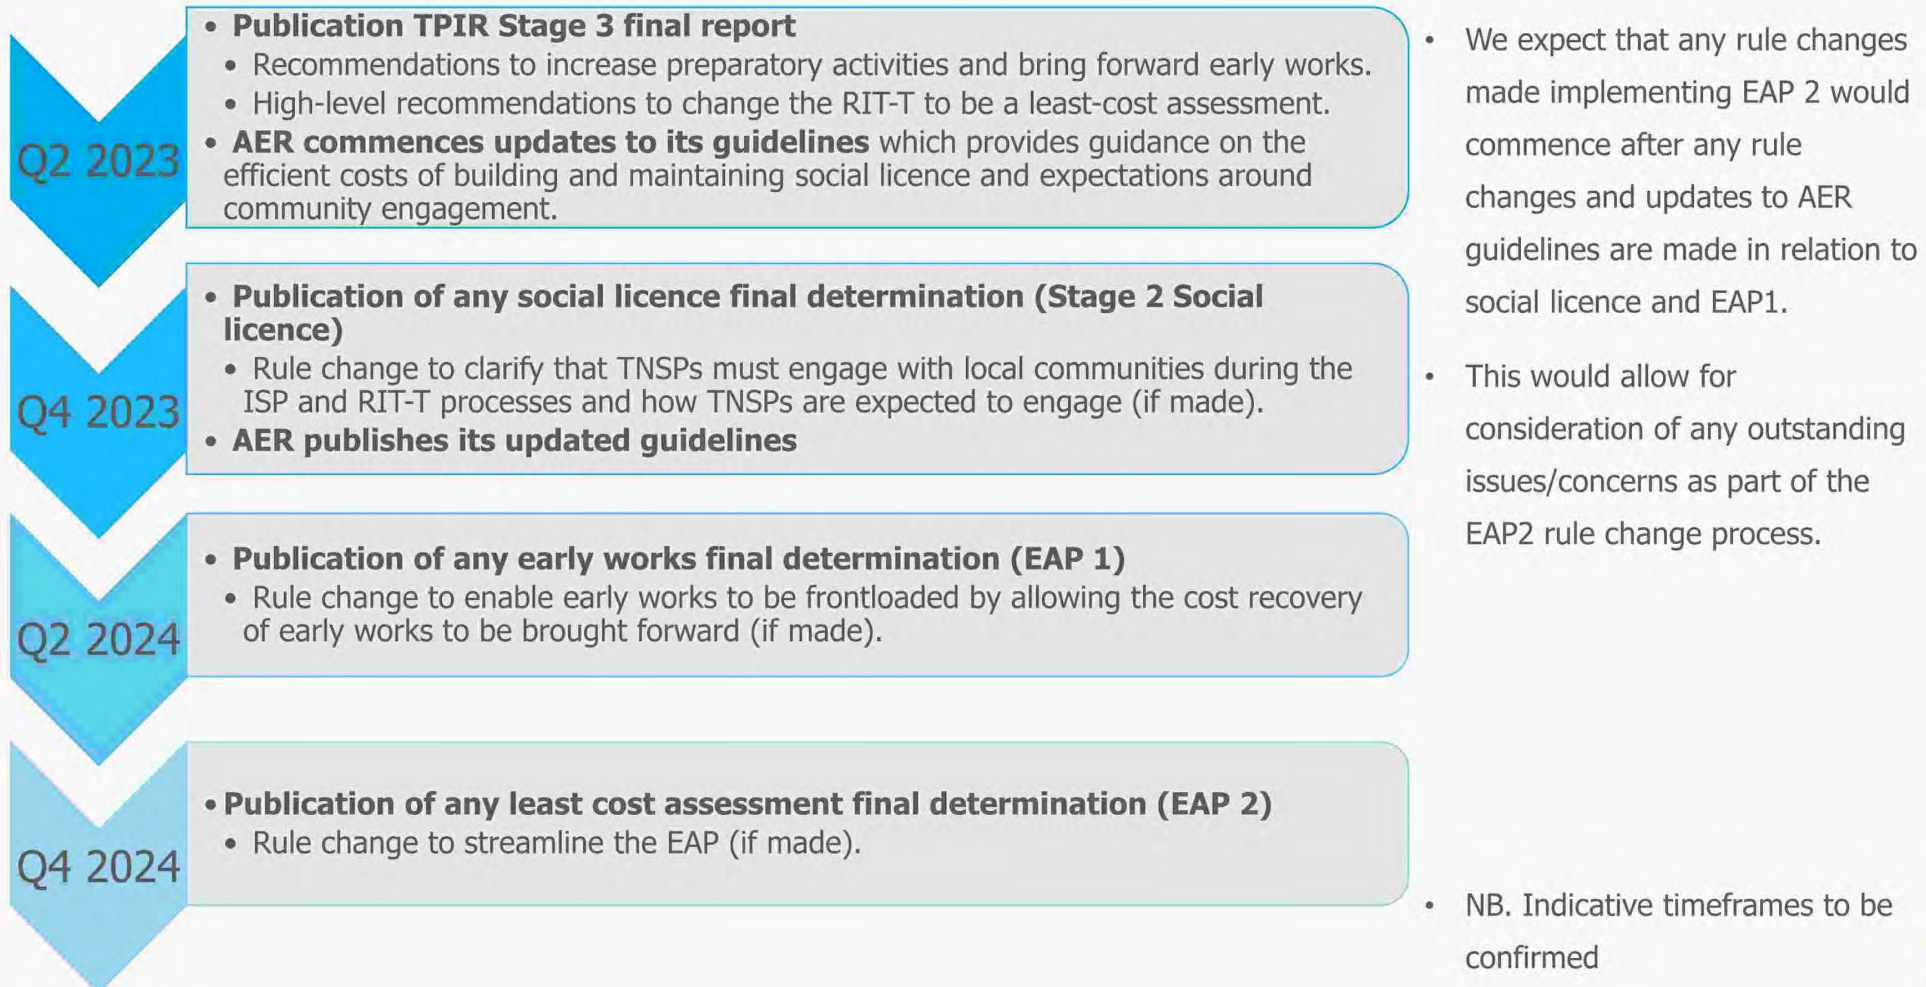 Q2 2023
• Publication TPIR Stage 3 final report
• Recommendations to increase preparatory activities and bring forward early works.
• High-level recommendations to change the RIT-T to be a least-cost assessment.
• AER commences updates to its guidelines which provides guidance on the
efficient costs of building and maintaining social licence and expectations around
community engagement.
Q4 2023
• Publication of any social licence final determination (Stage 2 Social
licence)
• Rule change to clarify that TNSPs must engage with local communities during the
ISP and RIT-T processes and how TNSPs are expected to engage (if made).
• AER publishes its updated guidelines
Q2 2024
• Publication of any early works final determination (EAP 1)
• Rule change to enable early works to be frontloaded by allowing the cost recovery
of early works to be brought forward (if made).
Q4 2024
• Publication of any least cost assessment final determination (EAP 2)
• Rule change to streamline the EAP (if made).
• We expect that any rule changes
made implementing EAP 2 would
commence after any rule
changes and updates to AER
guidelines are made in relation to
social licence and EAP1.
• This would allow for
consideration of any outstanding
issues/concerns as part of the
EAP2 rule change process.
• NB. Indicative timeframes to be
confirmed